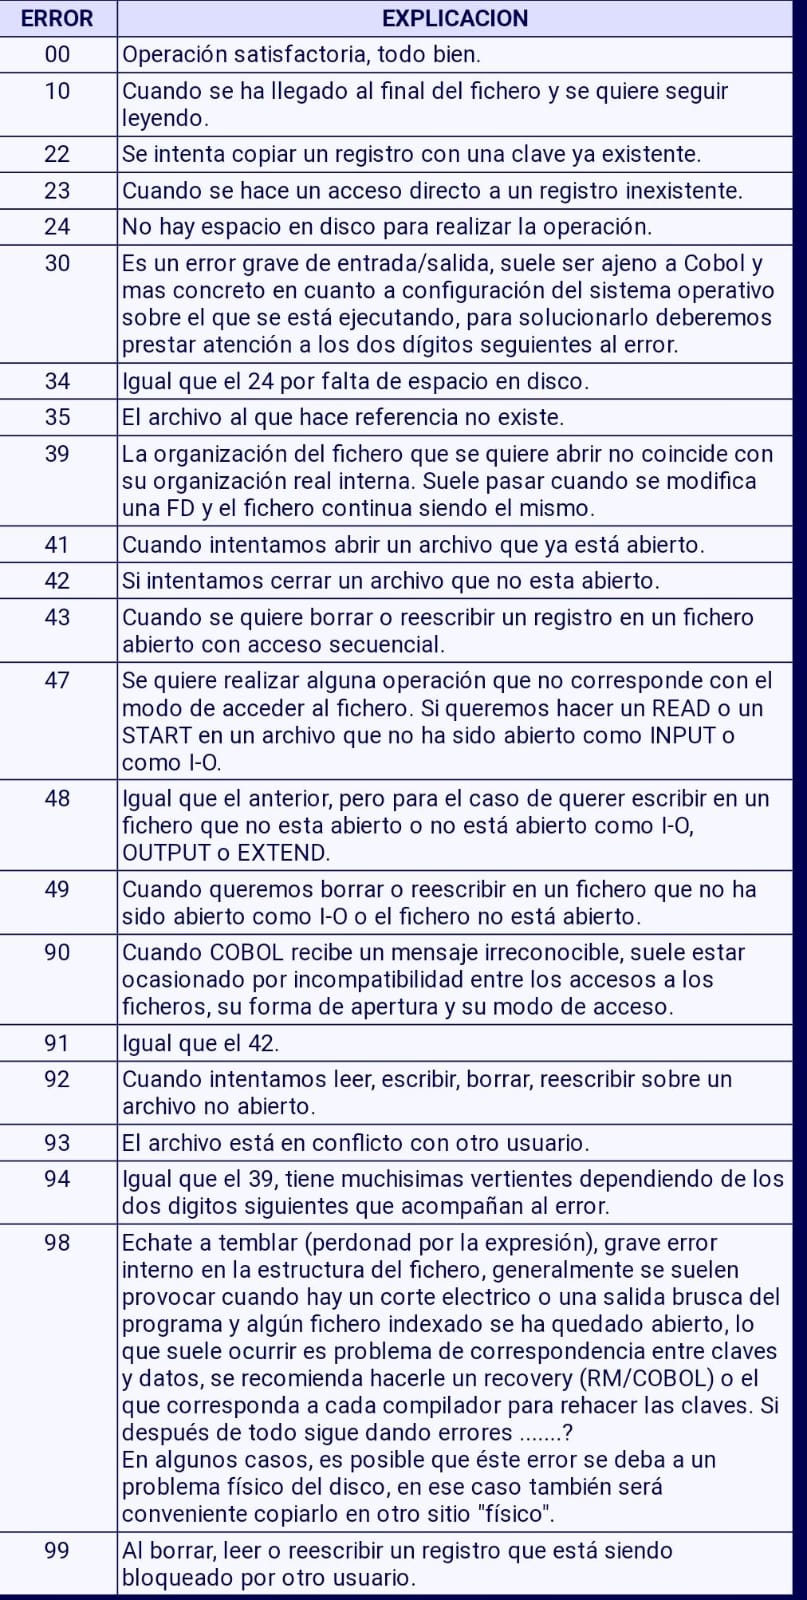 ERROR EXPLICACION
00 Operación satisfactoria, todo bien.
10 Cuando se ha llegado al final del fichero y se quiere seguir
leyendo.
22 Se intenta copiar un registro con una clave ya existente.
23 Cuando se hace un acceso directo a un registro inexistente.
24 No hay espacio en disco para realizar la operación.
30 Es un error grave de entrada/salida, suele ser ajeno a Cobol y
mas concreto en cuanto a configuración del sistema operativo
sobre el que se está ejecutando, para solucionarlo deberemos
prestar atención a los dos dígitos seguientes al error.
34 Igual que el 24 por falta de espacio en disco.
35 El archivo al que hace referencia no existe.
39 La organización del fichero que se quiere abrir no coincide con
su organización real interna. Suele pasar cuando se modifica
una FD y el fichero continua siendo el mismo.
41 Cuando intentamos abrir un archivo que ya está abierto.
42 Si intentamos cerrar un archivo que no esta abierto.
43 Cuando se quiere borrar o reescribir un registro en un fichero
abierto con acceso secuencial.
47 Se quiere realizar alguna operación que no corresponde con el
modo de acceder al fichero. Si queremos hacer un READ o un
START en un archivo que no ha sido abierto como INPUT o
como I-O.
48 Igual que el anterior, pero para el caso de querer escribir en un
fichero que no esta abierto o no está abierto como I-O,
OUTPUT o EXTEND.
49 Cuando queremos borrar o reescribir en un fichero que no ha
sido abierto como I-O o el fichero no está abierto.
90 Cuando COBOL recibe un mensaje irreconocible, suele estar
ocasionado por incompatibilidad entre los accesos a los
ficheros, su forma de apertura y su modo de acceso.
91 Igual que el 42.
92 Cuando intentamos leer, escribir, borrar, reescribir sobre un
archivo no abierto.
93 El archivo está en conflicto con otro usuario.
94 Igual que el 39, tiene muchisimas vertientes dependiendo de los
dos digitos siguientes que acompañan al error.
98 Echate a temblar (perdonad por la expresión), grave error
interno en la estructura del fichero, generalmente se suelen
provocar cuando hay un corte electrico o una salida brusca del
programa y algún fichero indexado se ha quedado abierto, lo
que suele ocurrir es problema de correspondencia entre claves
y datos, se recomienda hacerle un recovery (RM/COBOL) o el
que corresponda a cada compilador para rehacer las claves. Si
después de todo sigue dando errores .......?
En algunos casos, es posible que éste error se deba a un
problema físico del disco, en ese caso también será
conveniente copiarlo en otro sitio "físico".
99 Al borrar, leer o reescribir un registro que está siendo
bloqueado por otro usuario.